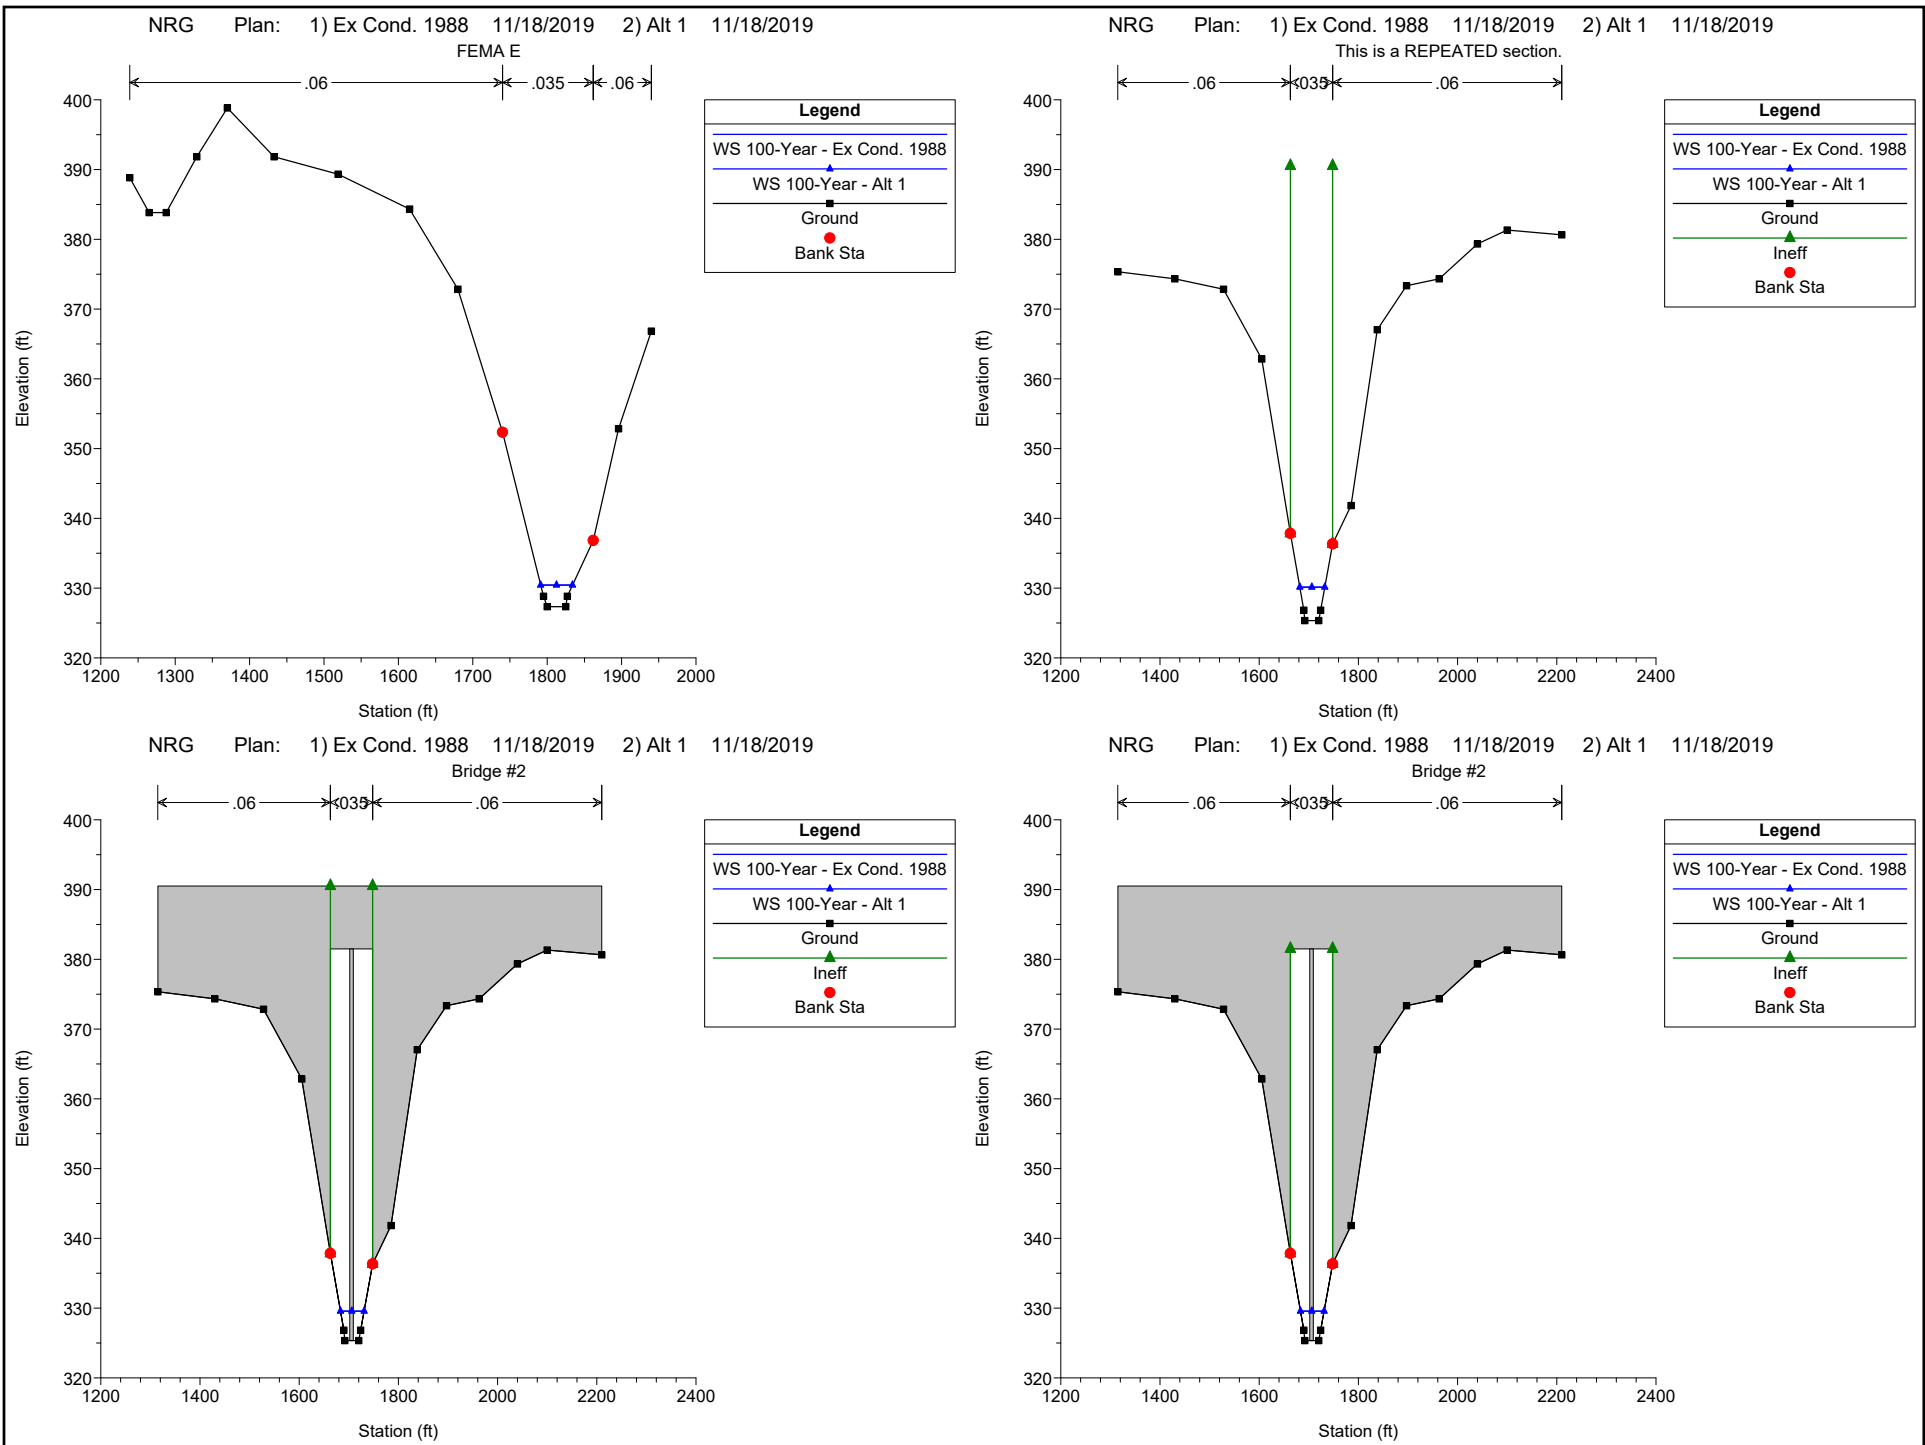 NRG Plan: 1) Ex Cond. 1988 11/18/2019 2) Alt 1 11/18/2019
FEMA E
.06 .035 .06
400
390
380
370
360
350
340
330
320
1200 1300 1400 1500 1600 1700 1800 1900 2000
Elevation (ft)
Station (ft)
Legend
WS 100-Year - Ex Cond. 1988
WS 100-Year - Alt 1
Ground
Bank Sta
NRG Plan: 1) Ex Cond. 1988 11/18/2019 2) Alt 1 11/18/2019
This is a REPEATED section.
.06 .035 .06
400
390
380
370
360
350
340
330
320
1200 1400 1600 1800 2000 2200 2400
Elevation (ft)
Station (ft)
Legend
WS 100-Year - Ex Cond. 1988
WS 100-Year - Alt 1
Ground
Ineff
Bank Sta
NRG Plan: 1) Ex Cond. 1988 11/18/2019 2) Alt 1 11/18/2019
Bridge #2
.06 .035 .06
400
390
380
370
360
350
340
330
320
1200 1400 1600 1800 2000 2200 2400
Elevation (ft)
Station (ft)
Legend
WS 100-Year - Ex Cond. 1988
WS 100-Year - Alt 1
Ground
Ineff
Bank Sta
NRG Plan: 1) Ex Cond. 1988 11/18/2019 2) Alt 1 11/18/2019
Bridge #2
.06 .035 .06
400
390
380
370
360
350
340
330
320
1200 1400 1600 1800 2000 2200 2400
Elevation (ft)
Station (ft)
Legend
WS 100-Year - Ex Cond. 1988
WS 100-Year - Alt 1
Ground
Ineff
Bank Sta